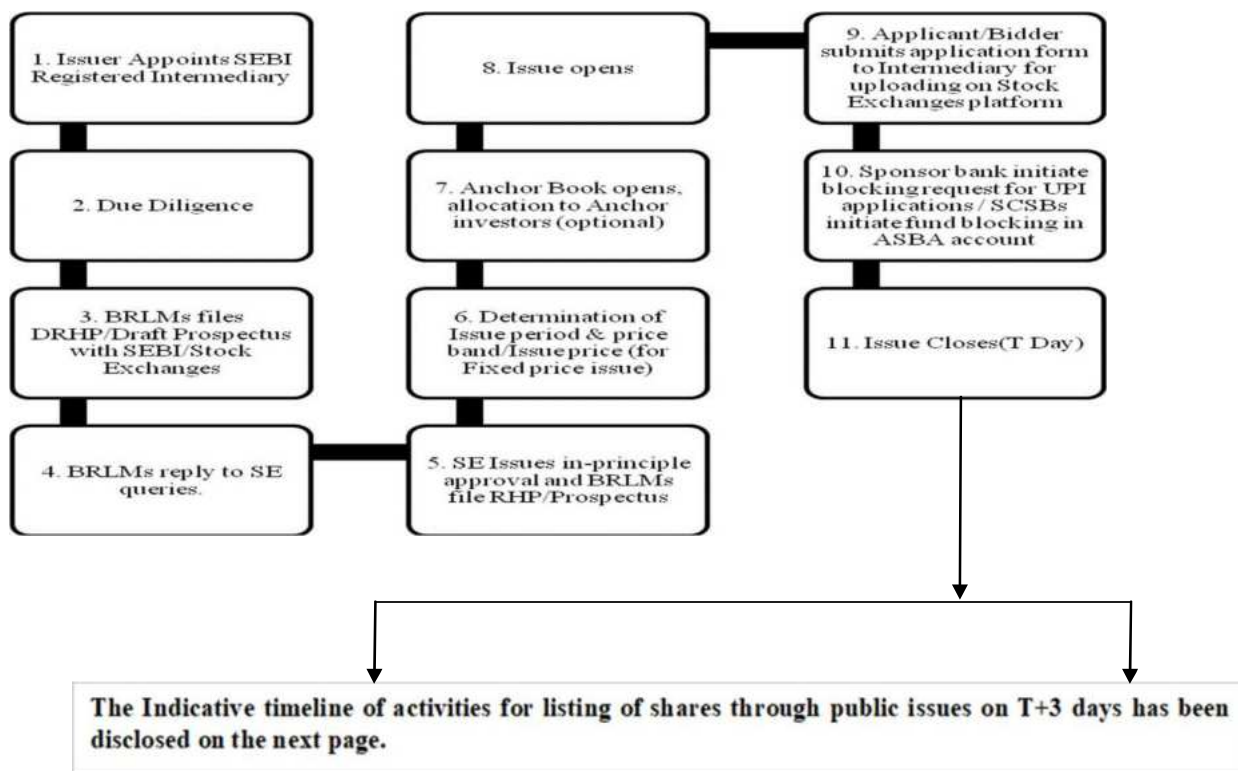 1. Issuer Appoints SEBI
Registered Intermediary
2. Due Diligence
3. BRLMs files
DRHP/Draft Prospectus
with SEBI/Stock
Exchanges
4. BRLMs reply to SE
queries.
5. SE Issues in-principle
approval and BRLMs
file RHP/Prospectus
6. Determination of
Issue period & price
band/Issue price (for
Fixed price issue)
7. Anchor Book opens,
allocation to Anchor
investors (optional)
8. Issue opens
9. Applicant/Bidder
submits application form
to Intermediary for
uploading on Stock
Exchanges platform
10. Sponsor bank initiate
blocking request for UPI
applications / SCSBs
initiate fund blocking in
ASBA account
11. Issue Closes(T Day)
The Indicative timeline of activities for listing of shares through public issues on T+3 days has been
disclosed on the next page.